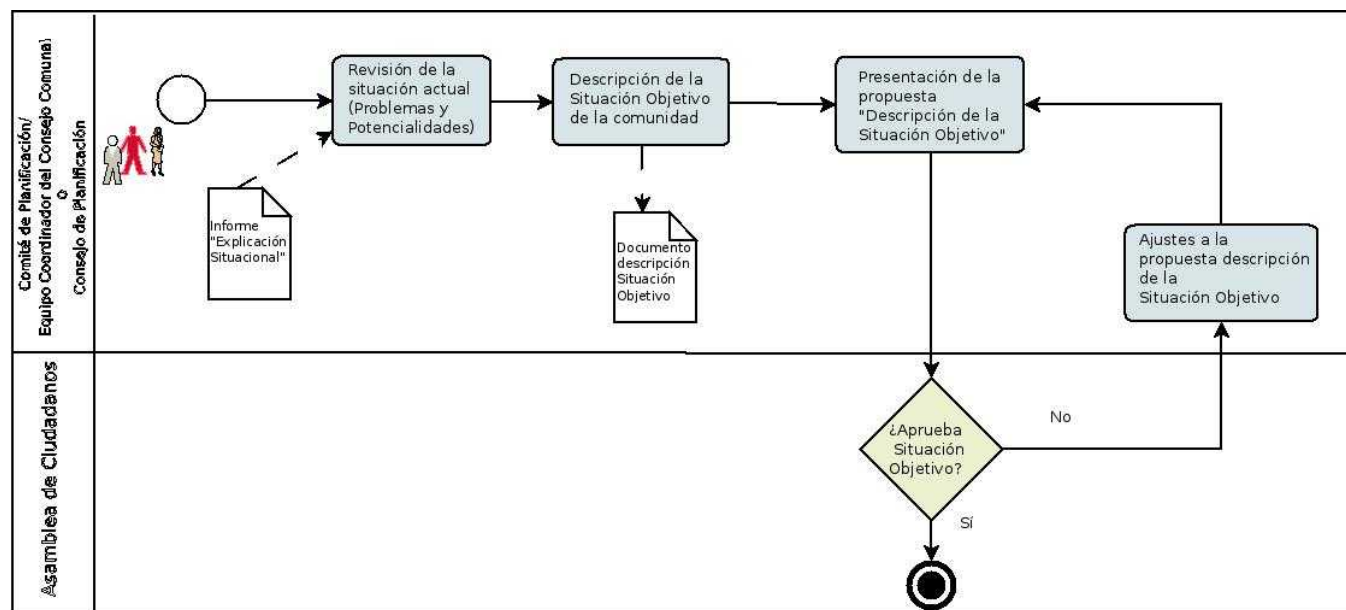 Comité de Planificación/
Equipo Coordinador del Consejo Comunal
O
Consejo de Planificación
Revisión de la
situación actual
(Problemas y
Potencialidades)
Descripción de la
Situación Objetivo
de la comunidad
Presentación de la
propuesta
"Descripción de la
Situación Objetivo"
Informe
"Explicación
Situacional"
Documento
descripción
Situación
Objetivo
Ajustes a la
propuesta descripción
de la
Situación Objetivo
Asamblea de Ciudadanos
¿Aprueba
Situación
Objetivo?
No
Sí